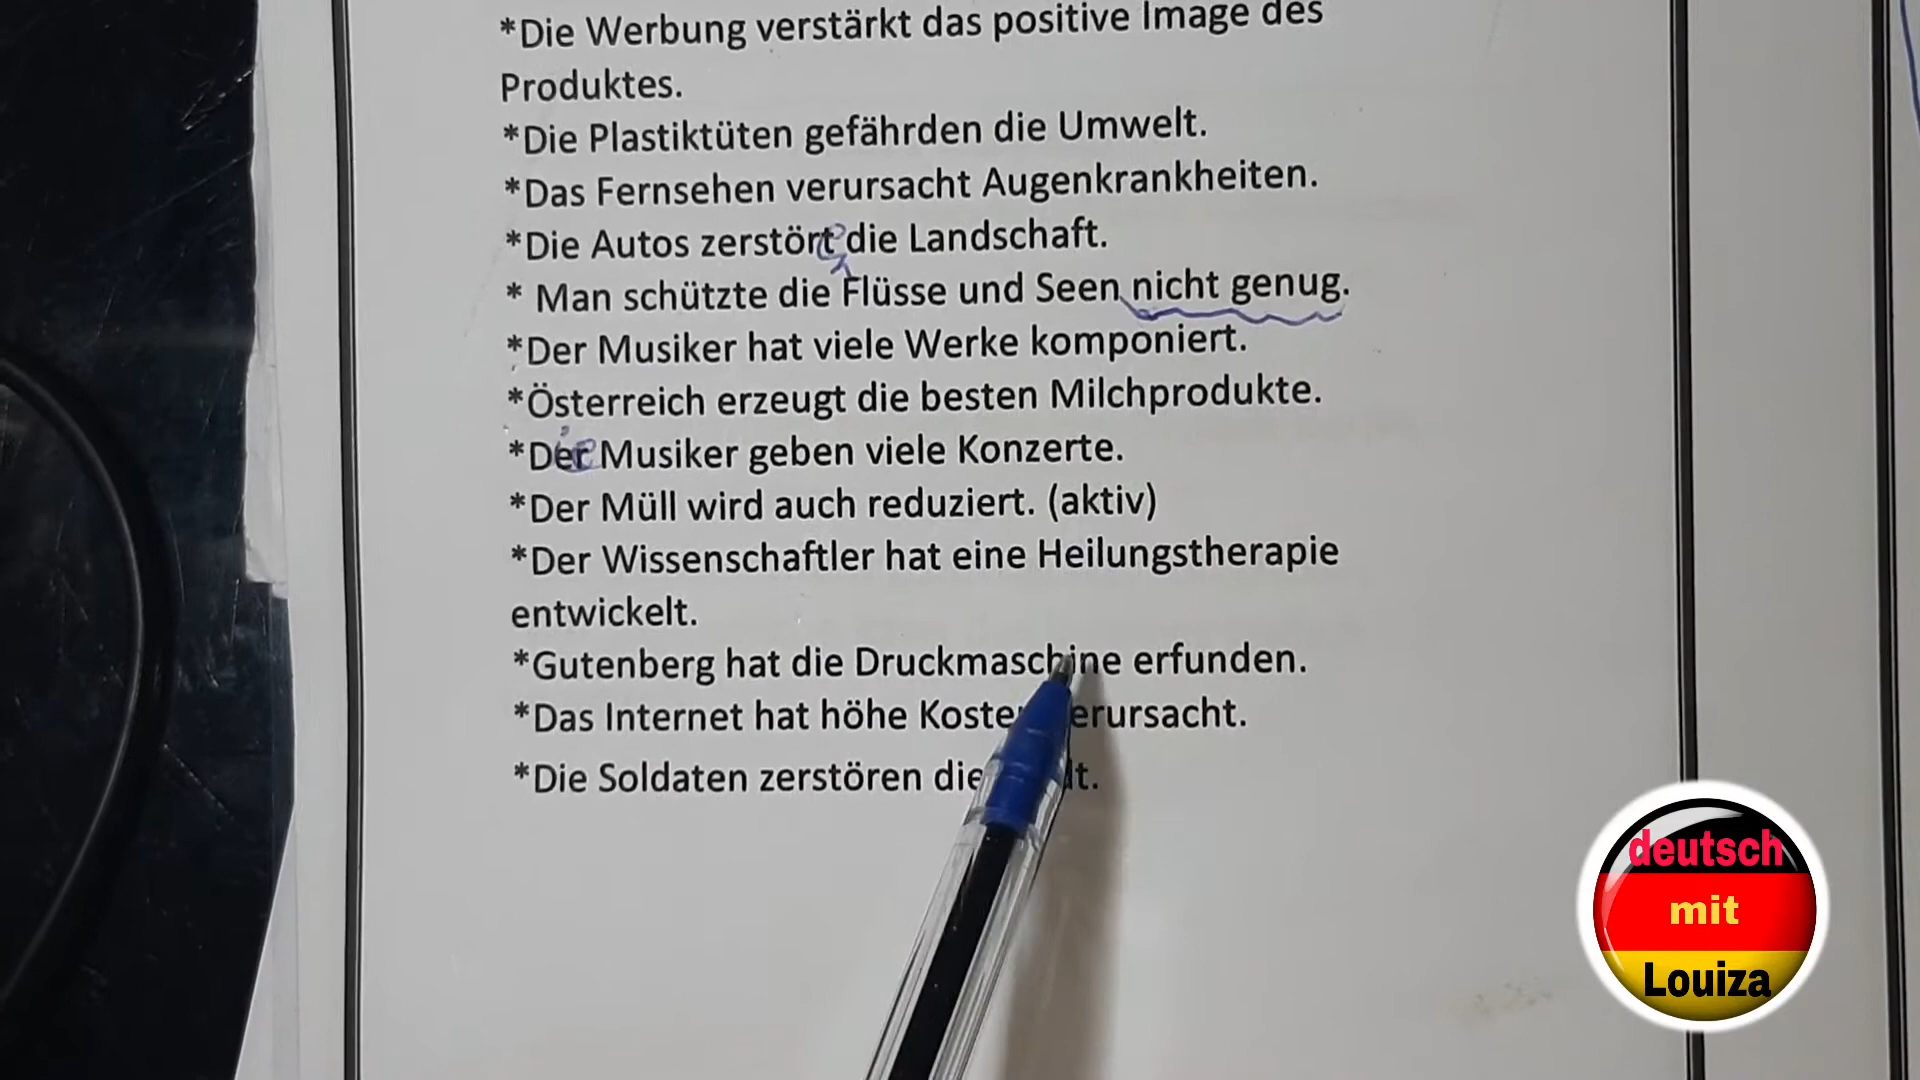 *Die Werbung verstärkt das positive Image des
Produktes.
*Die Plastiktüten gefährden die Umwelt.
*Das Fernsehen verursacht Augenkrankheiten.
*Die Autos zerstört die Landschaft.
* Man schützte die Flüsse und Seen nicht genug.
*Der Musiker hat viele Werke komponiert.
*Österreich erzeugt die besten Milchprodukte.
*Der Musiker geben viele Konzerte.
*Der Müll wird auch reduziert. (aktiv)
*Der Wissenschaftler hat eine Heilungstherapie
entwickelt.
*Gutenberg hat die Druckmaschine erfunden.
*Das Internet hat höhe
*Die Soldaten zerstören die
deutsch
mit
Louiza